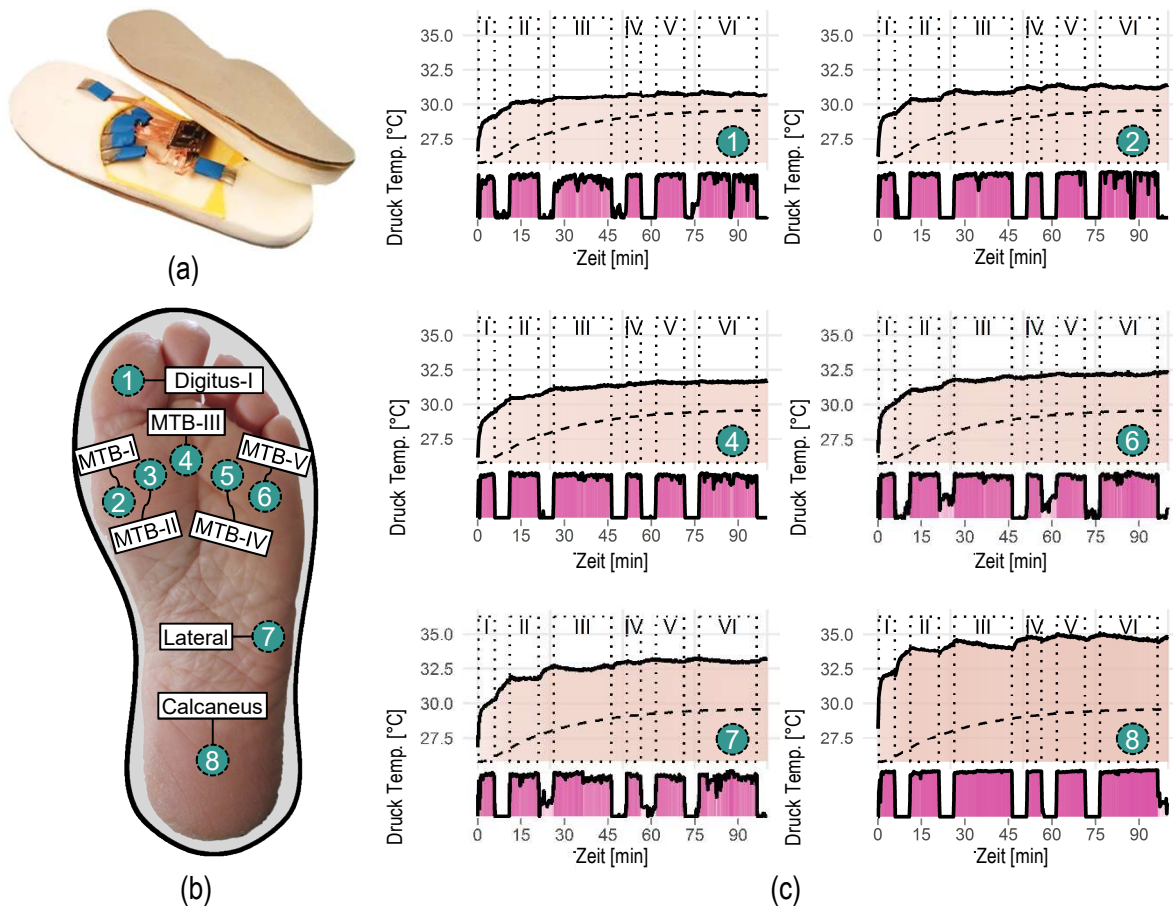 (a)
1
Digitus-I
MTB-III
MTB-I
MTB-V
4
3
5
2
6
MTB-II
MTB-IV
Lateral
7
Calcaneus
8
(b)
I II III IV V VI
35.0
32.5
30.0
27.5
1
Druck Temp. [°C]
0 15 30 45 60 75 90
Zeit [min]
I II III IV V VI
35.0
32.5
30.0
27.5
2
Druck Temp. [°C]
0 15 30 45 60 75 90
Zeit [min]
I II III IV V VI
35.0
32.5
30.0
27.5
4
Druck Temp. [°C]
0 15 30 45 60 75 90
Zeit [min]
I II III IV V VI
35.0
32.5
30.0
27.5
6
Druck Temp. [°C]
0 15 30 45 60 75 90
Zeit [min]
I II III IV V VI
35.0
32.5
30.0
27.5
7
Druck Temp. [°C]
0 15 30 45 60 75 90
Zeit [min]
I II III IV V VI
35.0
32.5
30.0
27.5
8
Druck Temp. [°C]
0 15 30 45 60 75 90
Zeit [min]
(c)